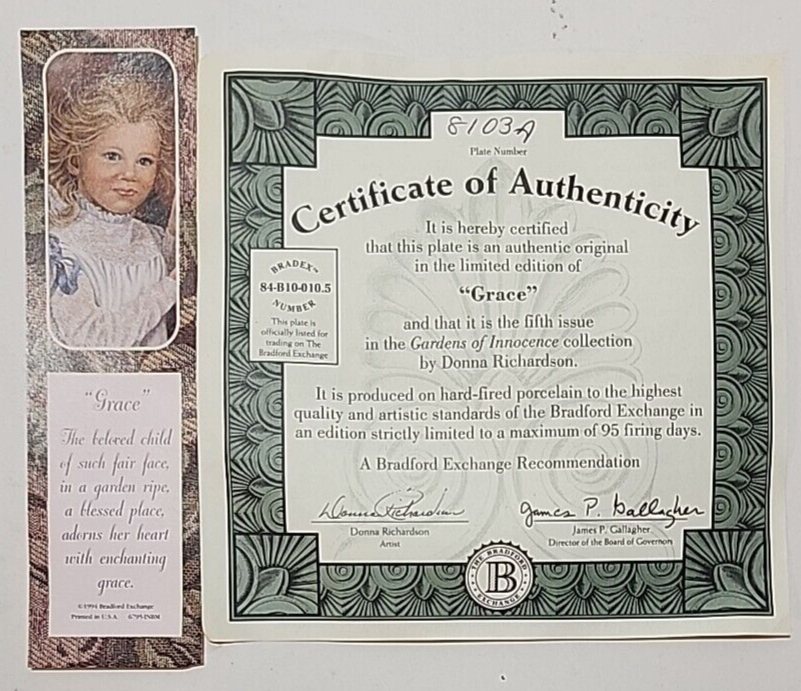 "Grace"
The beloved child
of such fair face,
in a garden ripe,
a blessed place,
adorns her heart
with enchanting
grace.
©1994 Bradford Exchange
Printed in U.S.A. 6795-INBM
8103A
Plate Number
Certificate of Authenticity
It is hereby certified
that this plate is an authentic original
in the limited edition of
"Grace"
and that it is the fifth issue
in the Gardens of Innocence collection
by Donna Richardson.
BRADEX™
84-B10-010.5
NUMBER
This plate is
officially listed for
trading on The
Bradford Exchange
It is produced on hard-fired porcelain to the highest
quality and artistic standards of the Bradford Exchange in
an edition strictly limited to a maximum of 95 firing days.
A Bradford Exchange Recommendation
Donna Richardson James P. Gallagher
Donna Richardson James P. Gallagher
Artist Director of the Board of Governors
THE BRADFORD
B
EXCHANGE